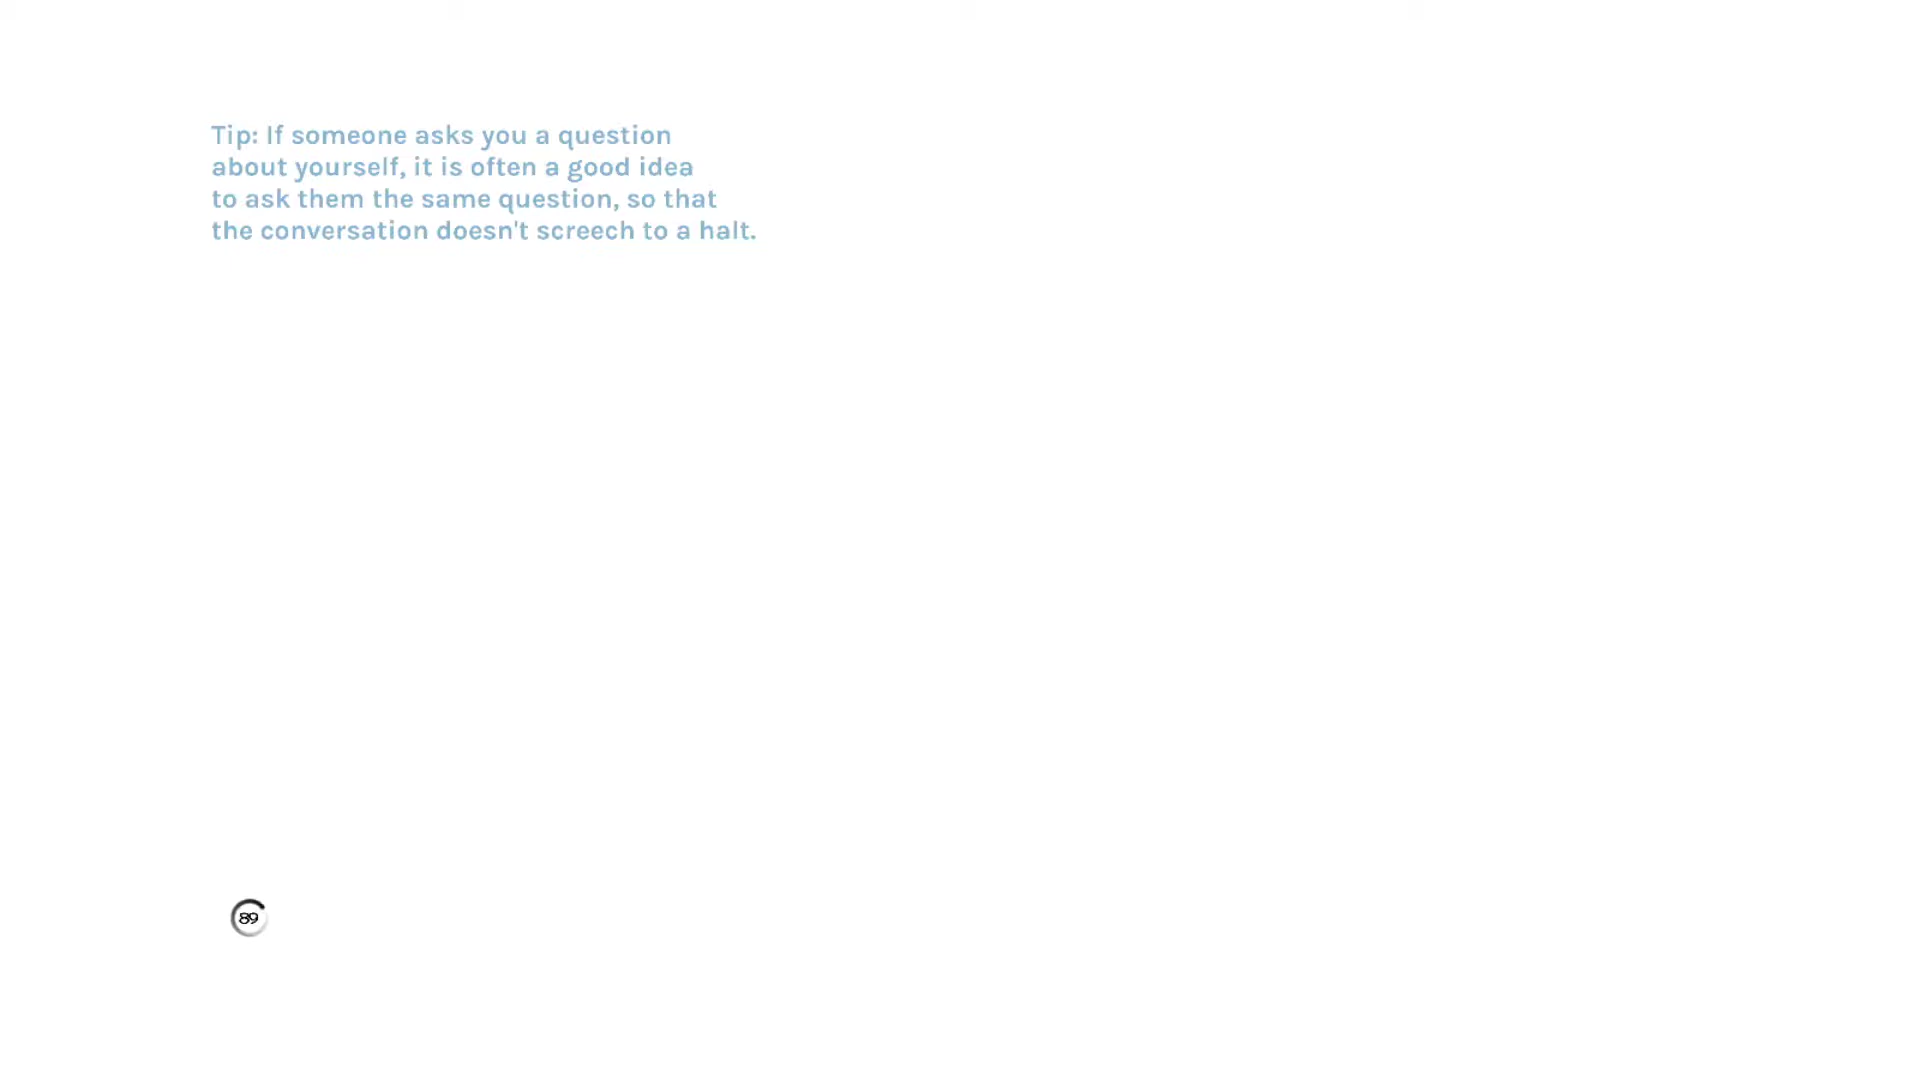 Tip: If someone asks you a question
about yourself, it is often a good idea
to ask them the same question, so that
the conversation doesn't screech to a halt.
89